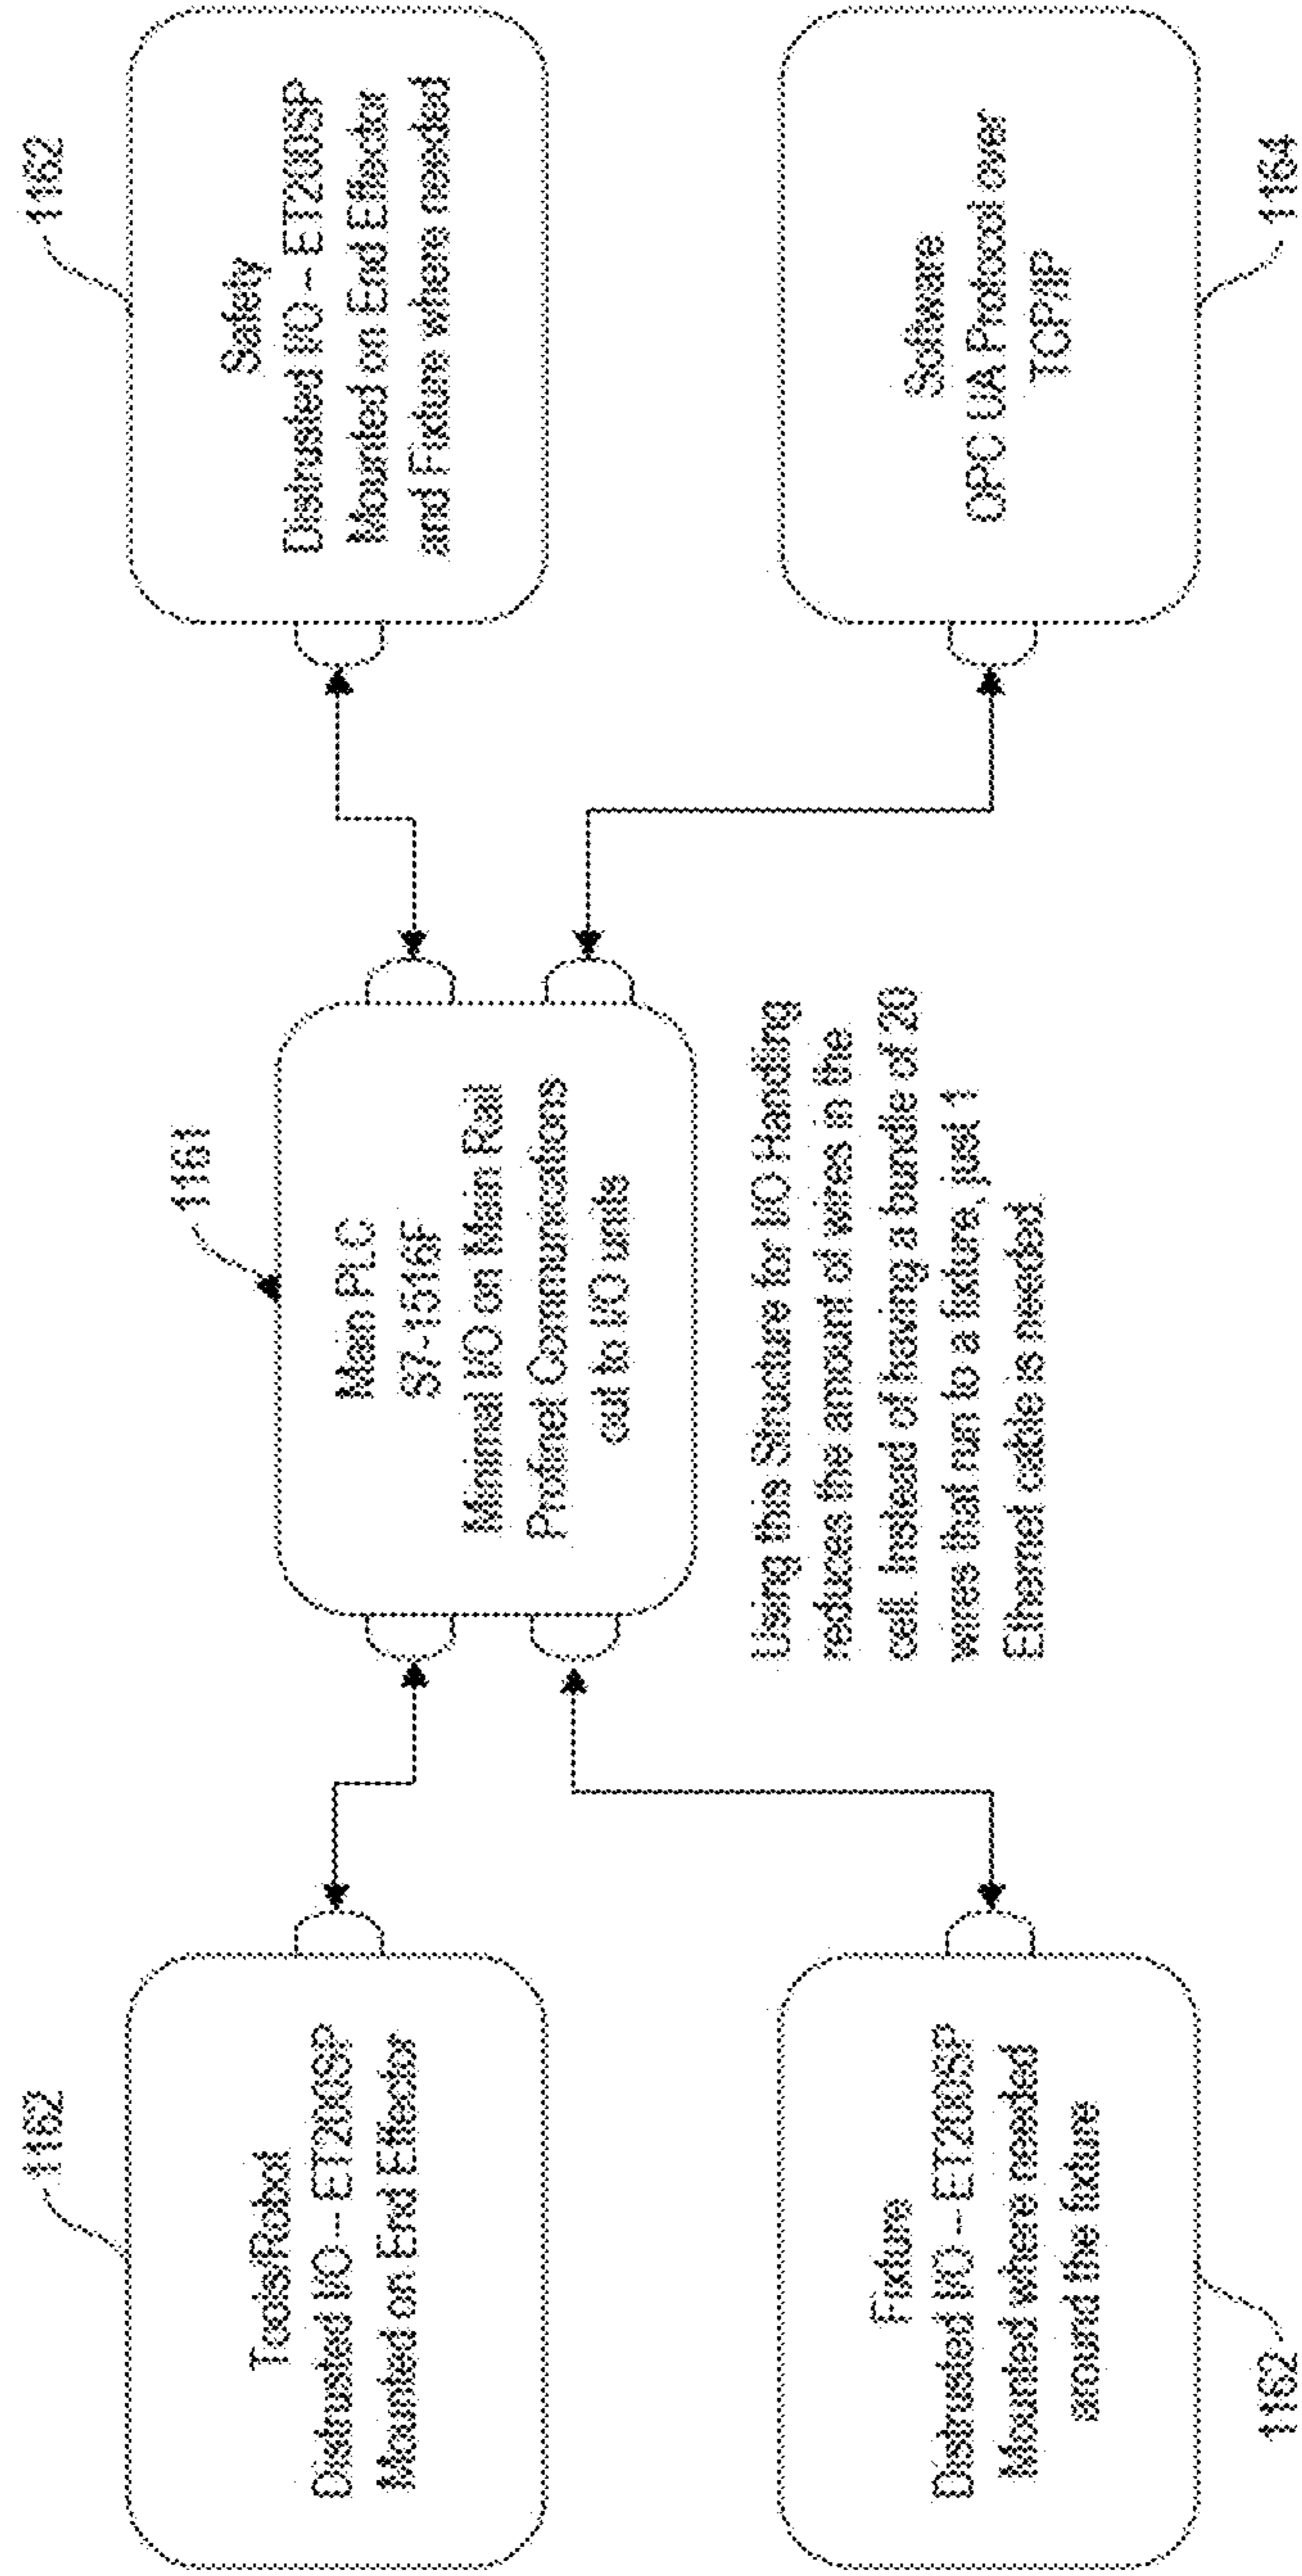 1162
Tools/Robot
Distrusted I/O – ET200SP
Mounted on End Effector
1162
Safety
Distrusted I/O – ET200SP
Mounted on End Effector
and Fixture where needed
1161
Main PLC
S7-1516F
Minimal I/O on Main Rail
Profinet Communications
out to I/O units
Using this Structure for I/O Handing
reduces the amount of wires in the
cell. Instead of having a bundle of 20
wires that run to a fixture, just 1
Ethernet cable is needed.
Fixture
Distrusted I/O – ET200SP
Mounted where needed
around the fixture
1162
Software
OPC UA Protocol over
TCP/IP
1164